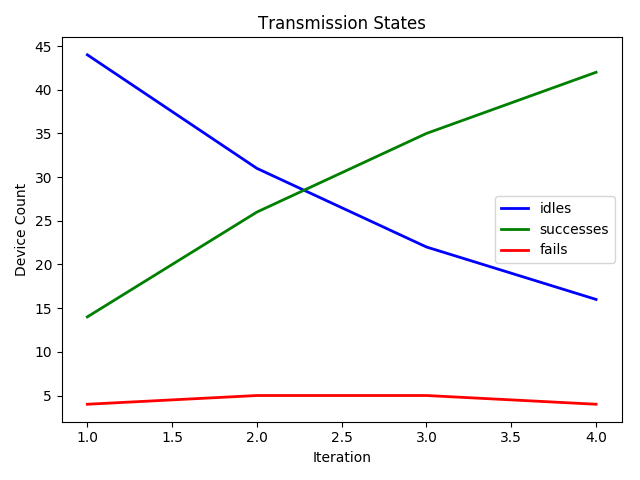 Transmission States
45
40
35
30
25
20
15
10
5
Device Count
idles
successes
fails
1.0 1.5 2.0 2.5 3.0 3.5 4.0
Iteration